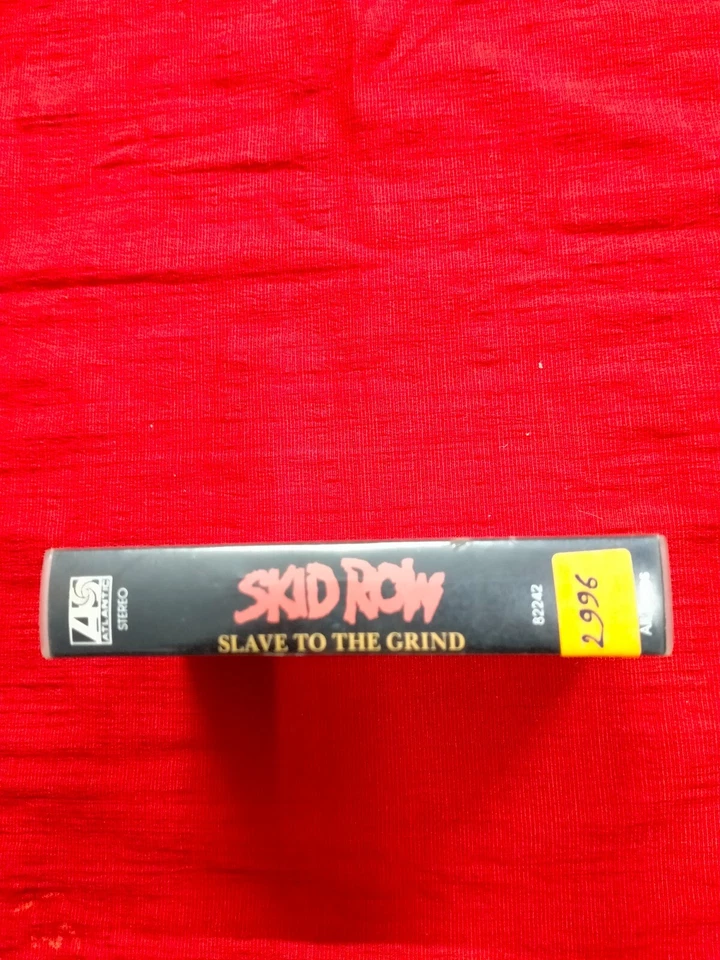 ATLANTIC
STEREO
SKID ROW
SLAVE TO THE GRIND
82242
2996